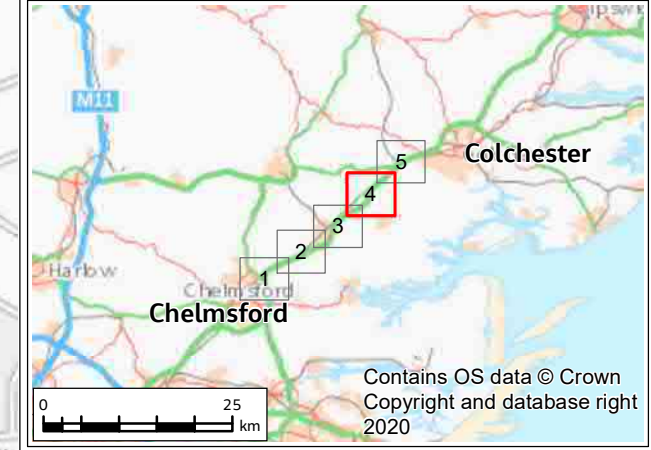 M11
5
Colchester
4
3
2
Harlow
1
Chelmsford
Chelmsford
Contains OS data © Crown
Copyright and database right
2020
0 25
km